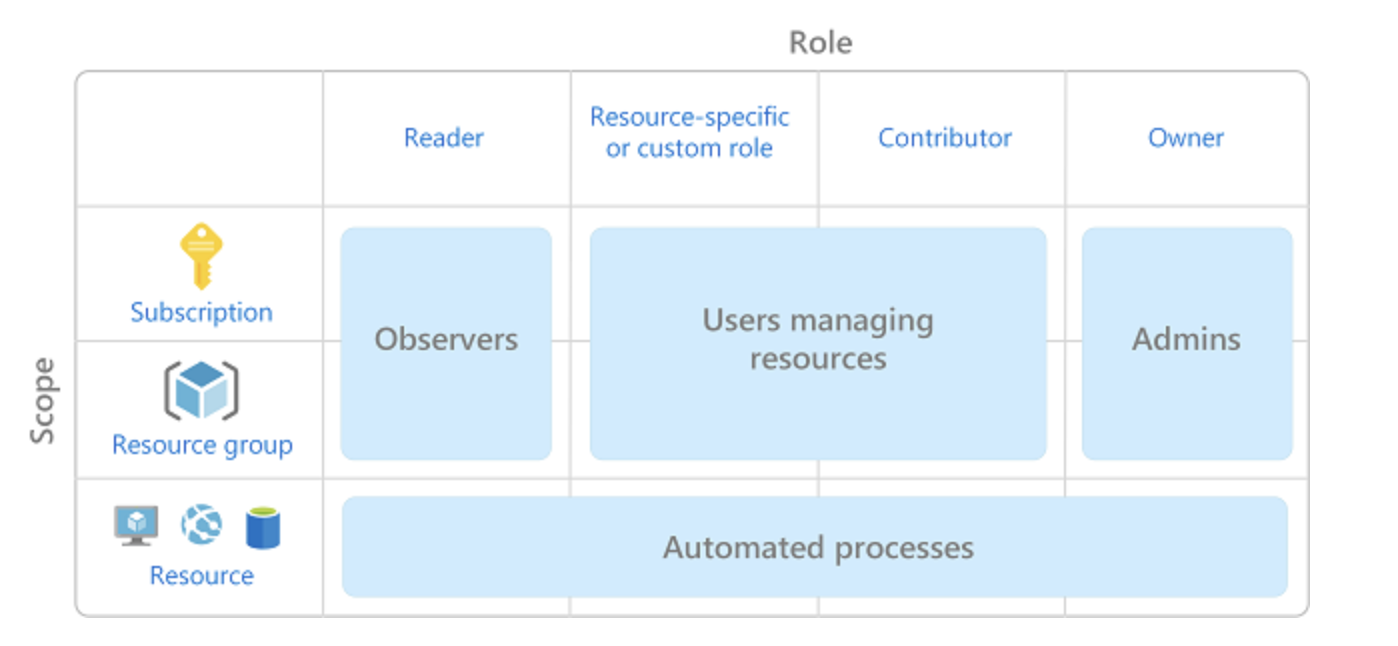 Role
Reader
Resource-specific
or custom role
Contributor
Owner
Scope
Subscription
Resource group
Resource
Observers
Users managing
resources
Admins
Automated processes